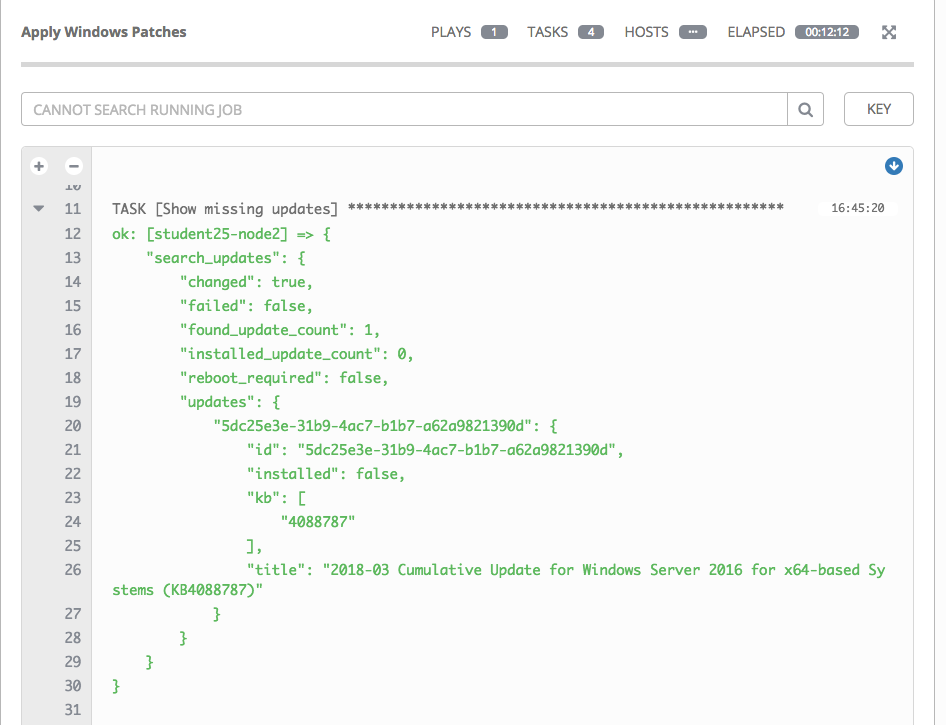 Apply Windows Patches PLAYS 1 TASKS 4 HOSTS ... ELAPSED 00:12:12
CANNOT SEARCH RUNNING JOB KEY
10
11 TASK [Show missing updates] **************************************************** 16:45:20
12 ok: [student25-node2] => {
13 "search_updates": {
14 "changed": true,
15 "failed": false,
16 "found_update_count": 1,
17 "installed_update_count": 0,
18 "reboot_required": false,
19 "updates": {
20 "5dc25e3e-31b9-4ac7-b1b7-a62a9821390d": {
21 "id": "5dc25e3e-31b9-4ac7-b1b7-a62a9821390d",
22 "installed": false,
23 "kb": [
24 "4088787"
25 ],
26 "title": "2018-03 Cumulative Update for Windows Server 2016 for x64-based Sy
stems (KB4088787)"
27 }
28 }
29 }
30 }
31